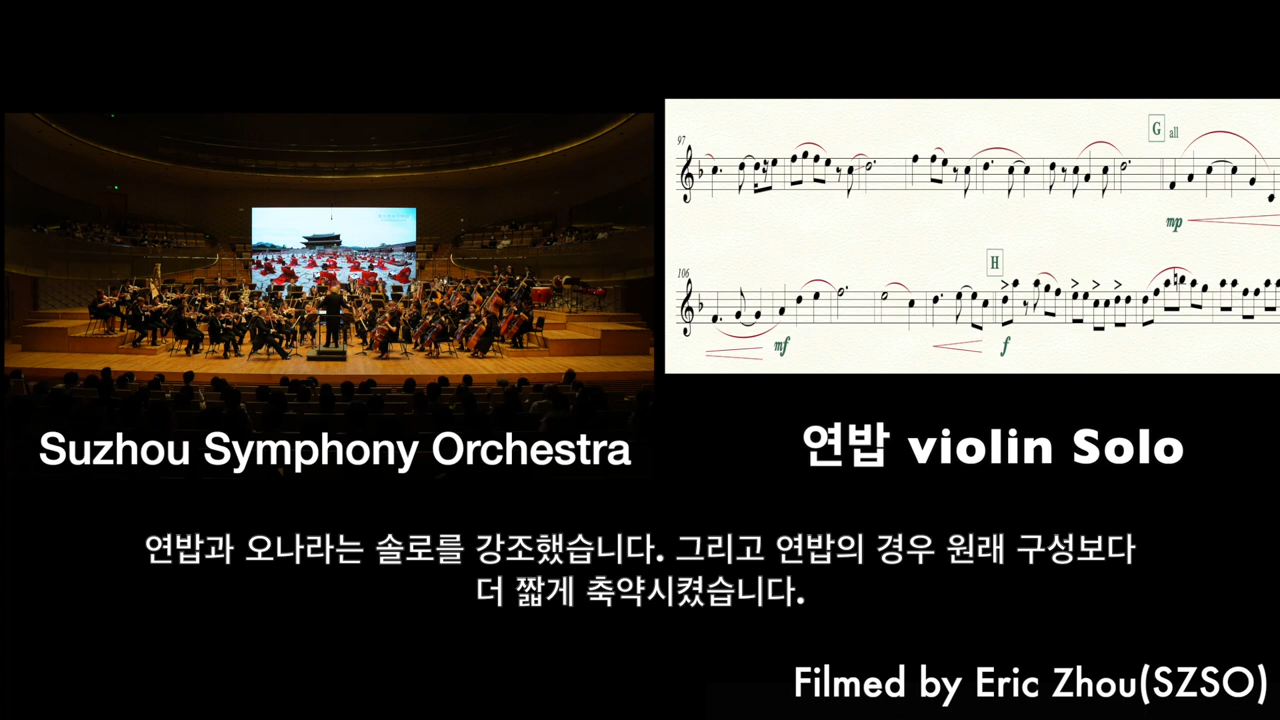 97
G all
mp
106
H
mf
f
Suzhou Symphony Orchestra
연밥 violin Solo
연밥과 오나라는 솔로를 강조했습니다. 그리고 연밥의 경우 원래 구성보다
더 짧게 축약시켰습니다.
Filmed by Eric Zhou(SZSO)